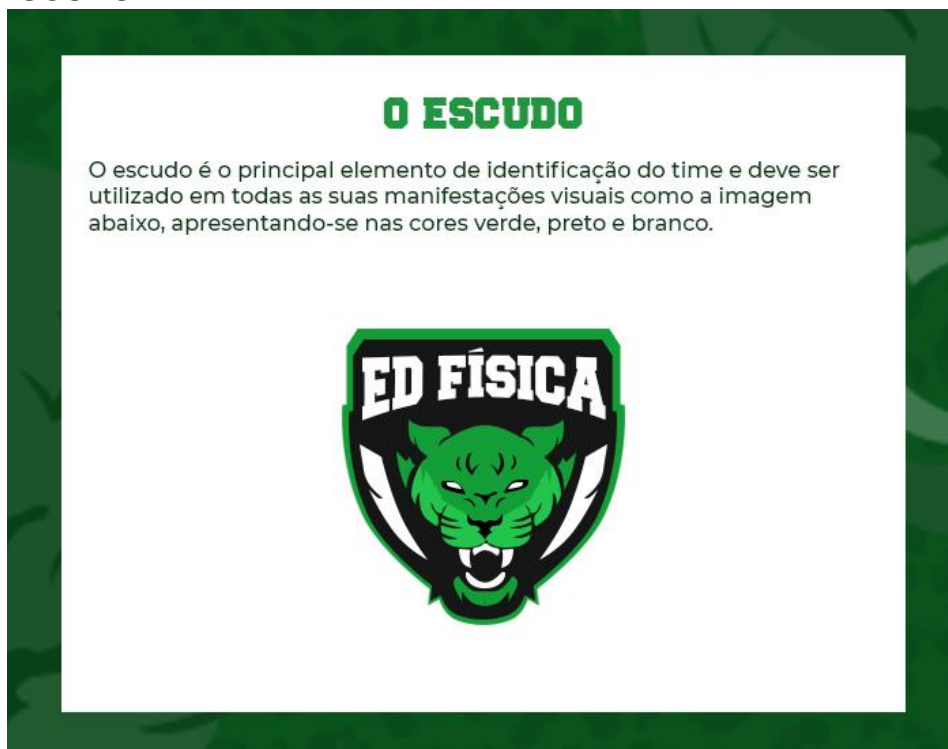 O ESCUDO
O escudo é o principal elemento de identificação do time e deve ser
utilizado em todas as suas manifestações visuais como a imagem
abaixo, apresentando-se nas cores verde, preto e branco.
ED FÍSICA